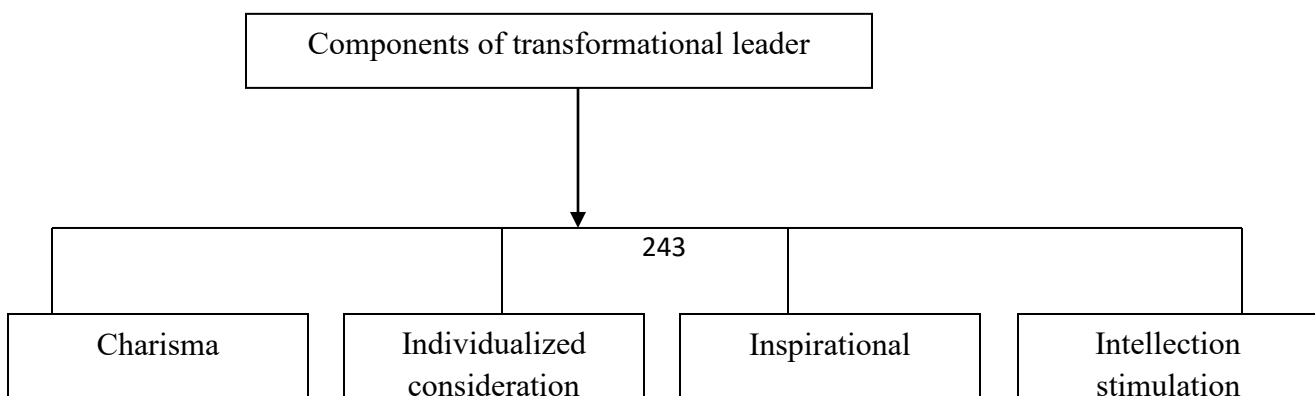 Components of transformational leader
243
Charisma
Individualized
consideration
Inspirational
Intellection
stimulation